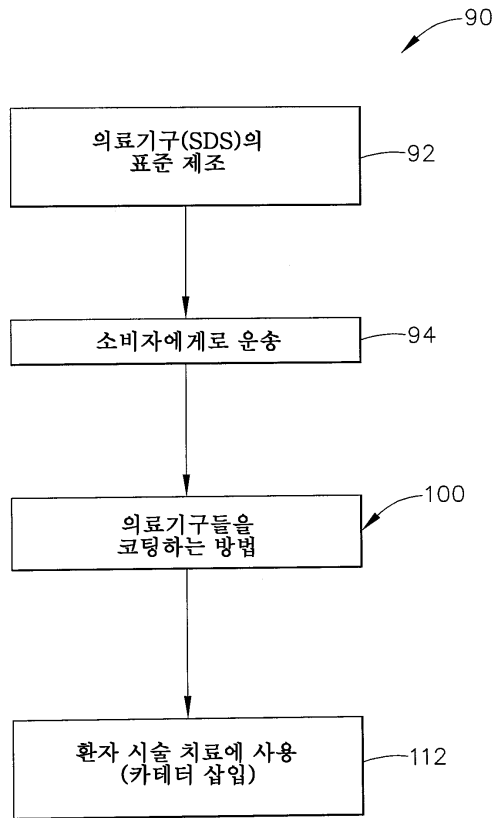 90
의료기구(SDS)의
표준 제조
92
소비자에게로 운송
94
100
의료기구들을
코팅하는 방법
환자 시술 치료에 사용
(카테터 삽입)
112